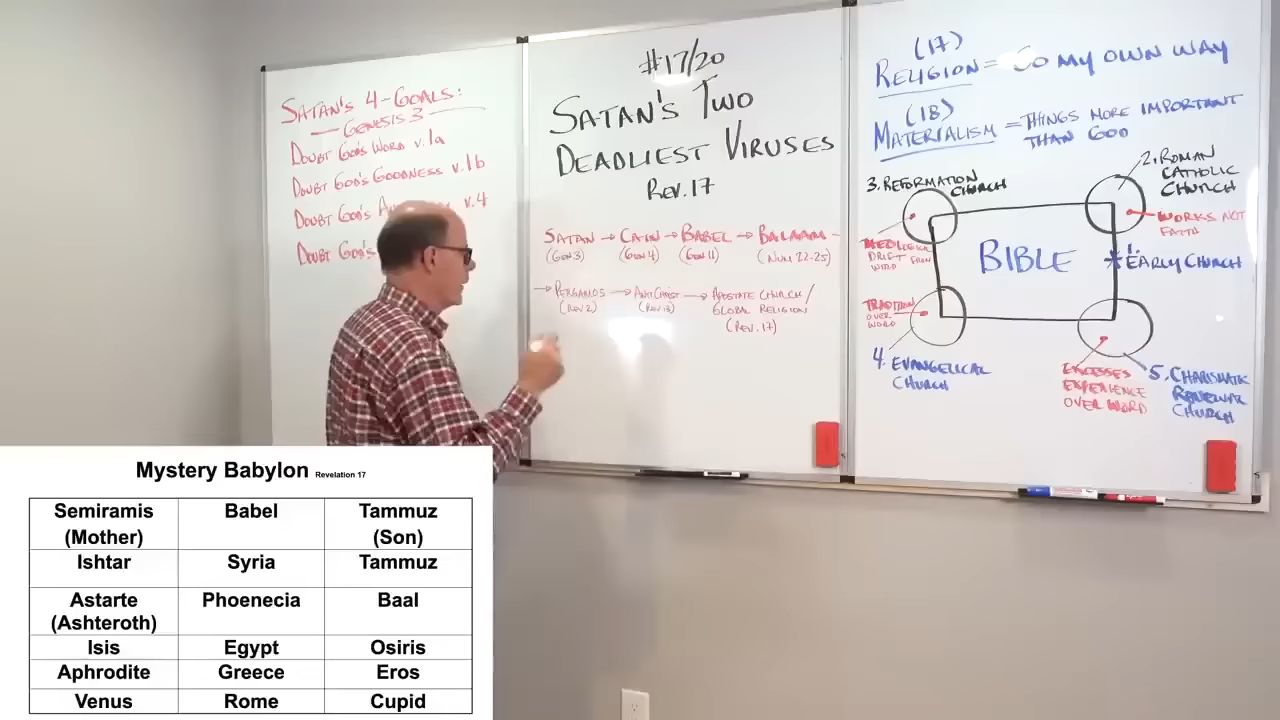 SATAN'S 4-GOALS:
GENESIS 3
DOUBT GOD'S WORD v.1a
DOUBT GOD'S GOODNESS v.1b
DOUBT GOD'S v.4
DOUBT GOD'S
#17/20
SATAN'S TWO
DEADLIEST VIRUSES
REV. 17
SATAN → CAIN → BABEL → BALAAM –
(GEN 3) (GEN 4) (GEN 11) (NUM 22-25)
→ PERGAMOS → ANTICHRIST → APOSTATE CHURCH/
(REV 2) (REV. 13) GLOBAL RELIGION
(REV. 17)
(17)
RELIGION = GO MY OWN WAY
(18)
MATERIALISM = THINGS MORE IMPORTANT
THAN GOD
3. REFORMATION
CHURCH
2. ROMAN
CATHOLIC
CHURCH
WORKS NOT
FAITH
THEOLOGICAL
DRIFT FROM
WORD
BIBLE
1.
EARLY CHURCH
TRADITION
OVER
WORD
4. EVANGELICAL
CHURCH
EXCESSES
EXPERIENCE
OVER WORD
5. CHARISMATIC
RENEWAL
CHURCH
Mystery Babylon Revelation 17
Semiramis Babel Tammuz
(Mother) (Son)
Ishtar Syria Tammuz
Astarte Phoenecia Baal
(Ashteroth)
Isis Egypt Osiris
Aphrodite Greece Eros
Venus Rome Cupid